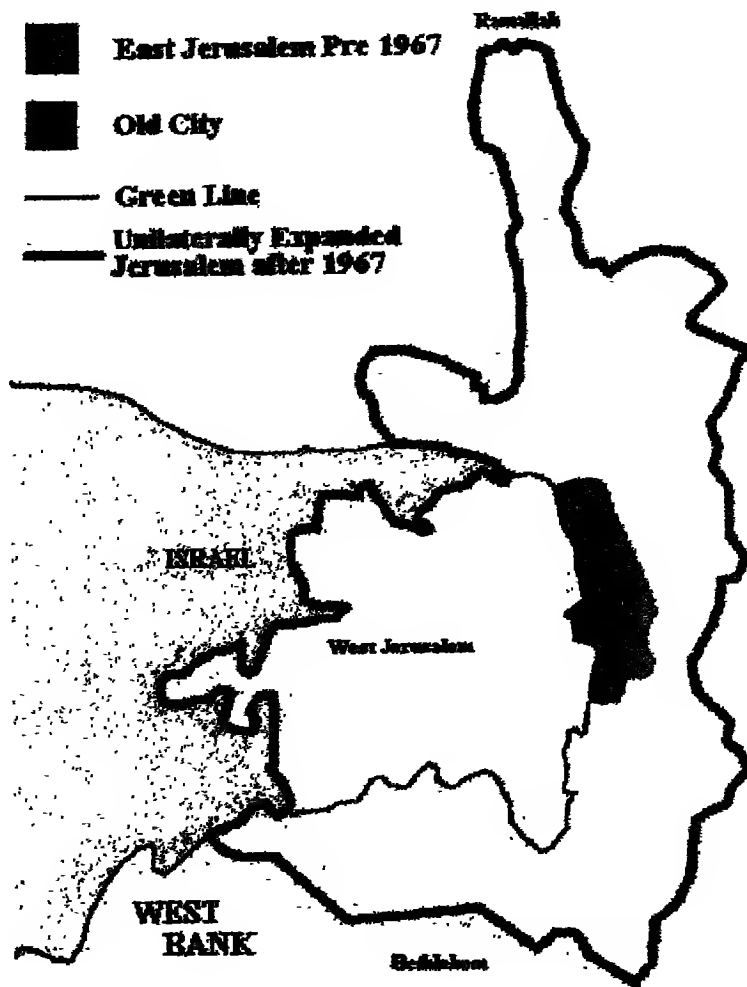 Ramallah
East Jerusalem Pre 1967
Old City
Green Line
Unilaterally Expanded
Jerusalem after 1967
ISRAEL
West Jerusalem
WEST
BANK
Bethlehem